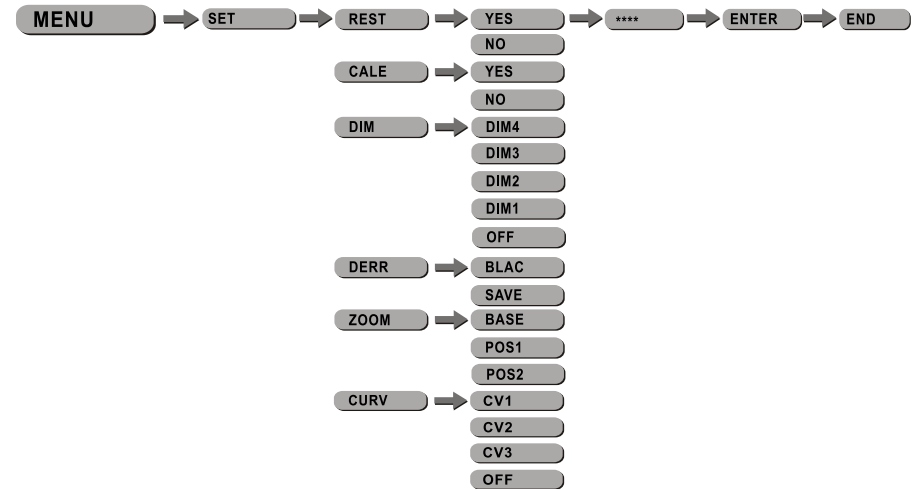 MENU SET REST YES **** ENTER END
NO
CALE YES
NO
DIM DIM4
DIM3
DIM2
DIM1
OFF
DERR BLAC
SAVE
ZOOM BASE
POS1
POS2
CURV CV1
CV2
CV3
OFF